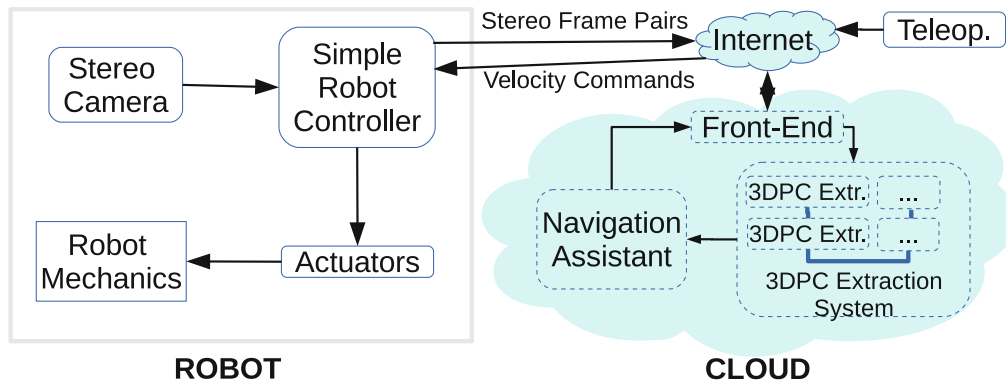 Stereo
Camera
Simple
Robot
Controller
Robot
Mechanics
Actuators
ROBOT
Stereo Frame Pairs
Velocity Commands
Internet
Teleop.
Front-End
Navigation
Assistant
3DPC Extr.
...
3DPC Extr.
...
3DPC Extraction
System
CLOUD